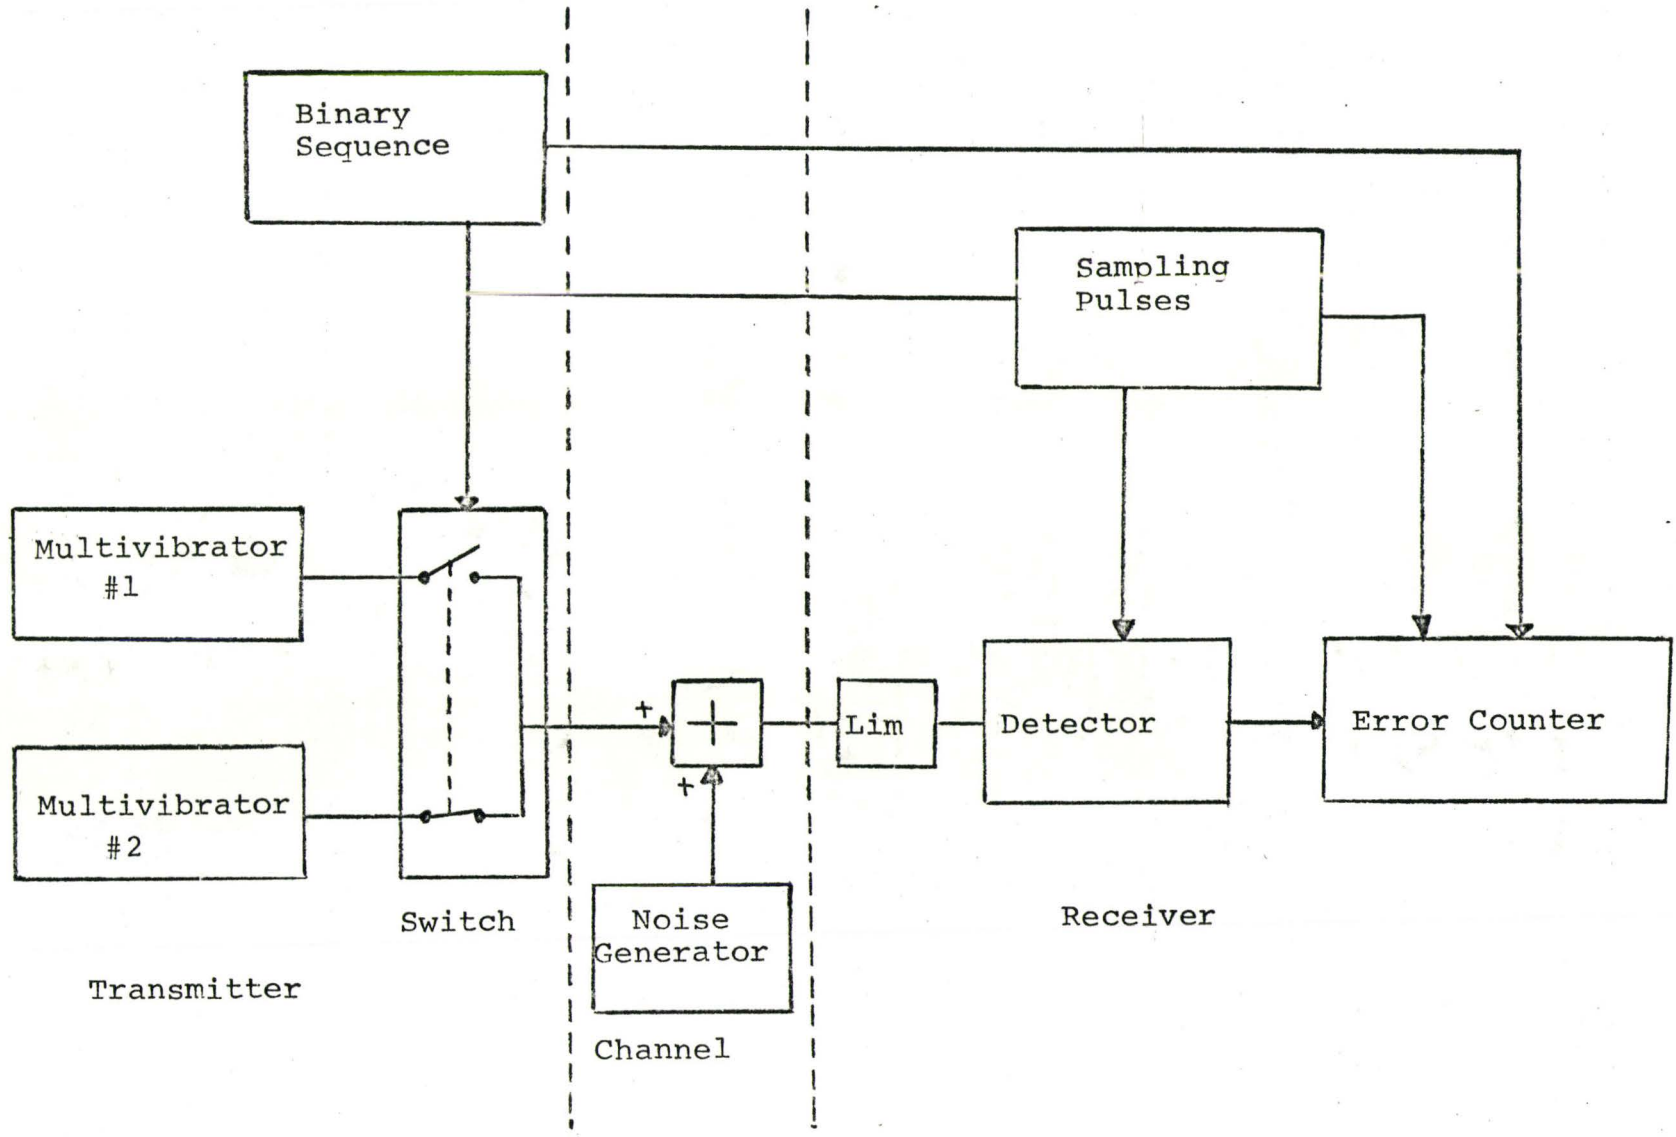 Binary
Sequence
Sampling
Pulses
Multivibrator
#1
+
+
Lim
Detector
Error Counter
+
Multivibrator
#2
Switch
Noise
Generator
Receiver
Transmitter
Channel